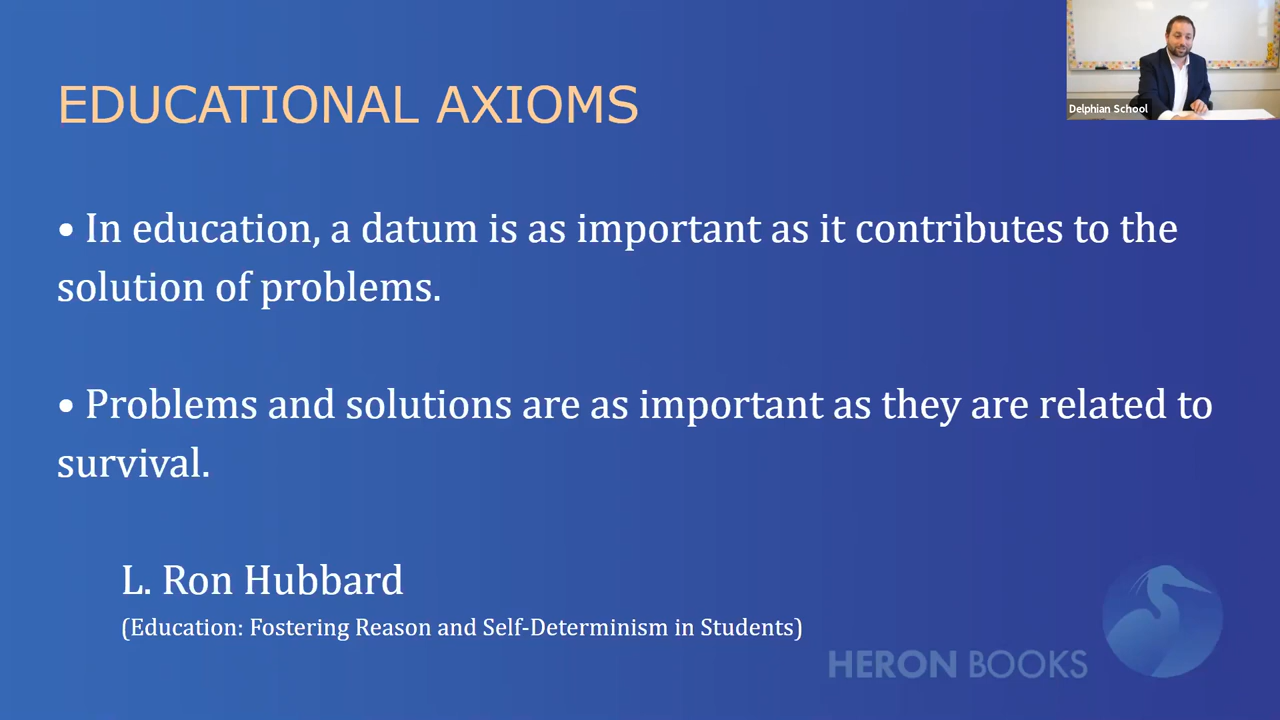 Delphian School
EDUCATIONAL AXIOMS
• In education, a datum is as important as it contributes to the
solution of problems.
• Problems and solutions are as important as they are related to
survival.
L. Ron Hubbard
(Education: Fostering Reason and Self-Determinism in Students)
HERON BOOKS